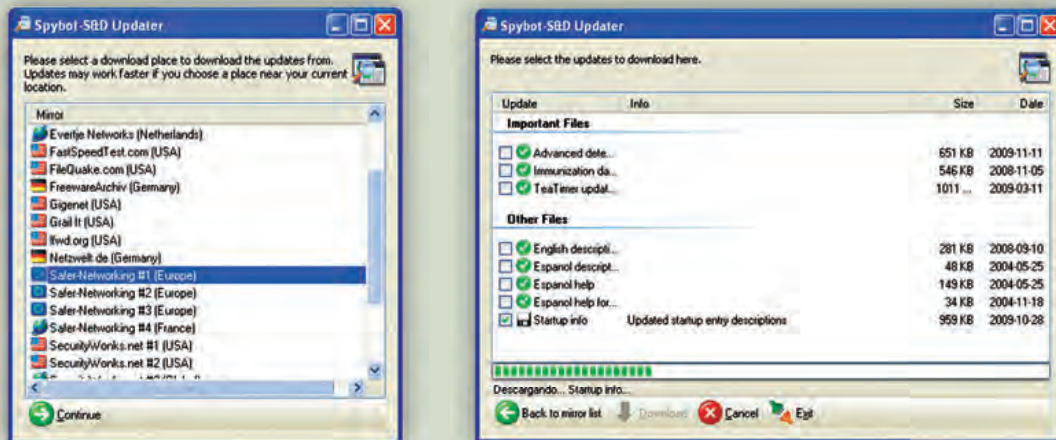 Spybot-S&D Updater
Please select a download place to download the updates from.
Updates may work faster if you choose a place near your current
location.
Mirror
Evertje Networks (Netherlands)
FastSpeedTest.com (USA)
FileQuake.com (USA)
FreewareArchiv (Germany)
Gigenet (USA)
Grail It (USA)
lfwd.org (USA)
Netzwelt.de (Germany)
Safer-Networking #1 (Europe)
Safer-Networking #2 (Europe)
Safer-Networking #3 (Europe)
Safer-Networking #4 (France)
SecurityWonks.net #1 (USA)
SecurityWonks.net #2 (USA)
Continue
Spybot-S&D Updater
Please select the updates to download here.
Update Info Size Date
Important Files
Advanced dete... 651 KB 2009-11-11
Immunization da... 546 KB 2008-11-05
TeaTimer updat... 1011 ... 2009-03-11
Other Files
English descripti... 281 KB 2008-09-10
Espanol descript... 48 KB 2004-05-25
Espanol help 149 KB 2004-05-25
Espanol help for... 34 KB 2004-11-18
Startup info Updated startup entry descriptions 959 KB 2009-10-28
Descargando... Startup info...
Back to mirror list Download Cancel Exit